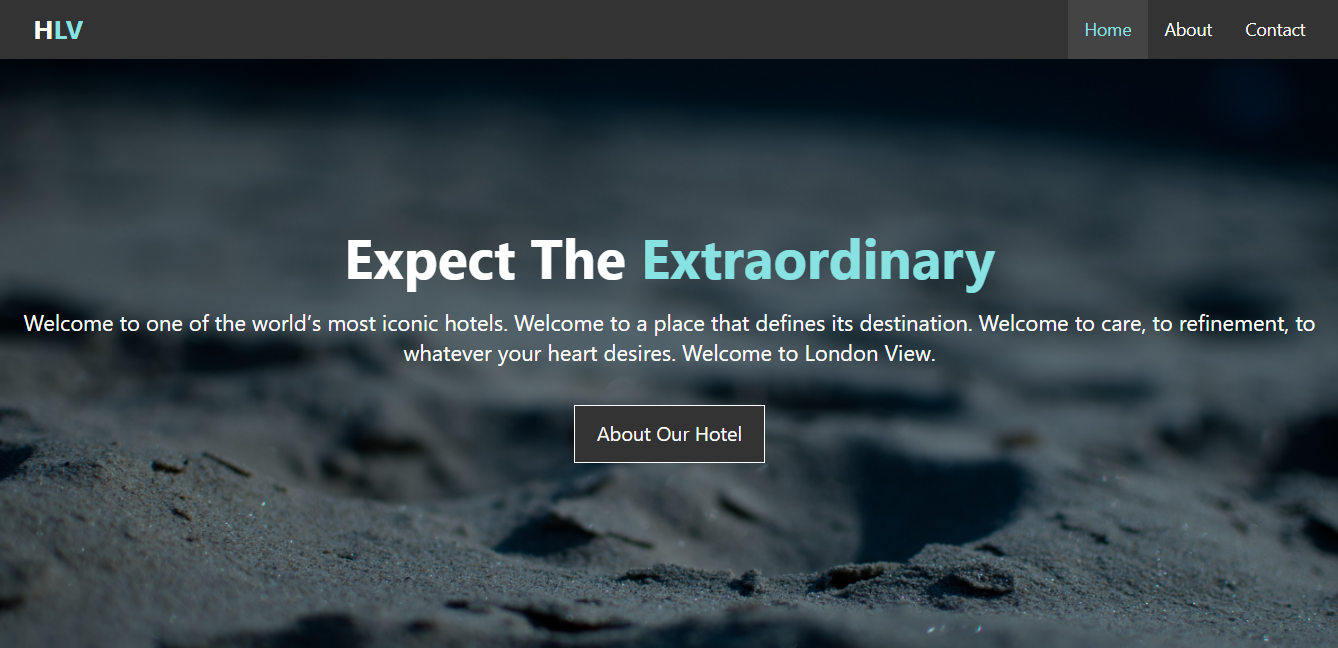 HLV
Home About Contact
Expect The Extraordinary
Welcome to one of the world’s most iconic hotels. Welcome to a place that defines its destination. Welcome to care, to refinement, to
whatever your heart desires. Welcome to London View.
About Our Hotel